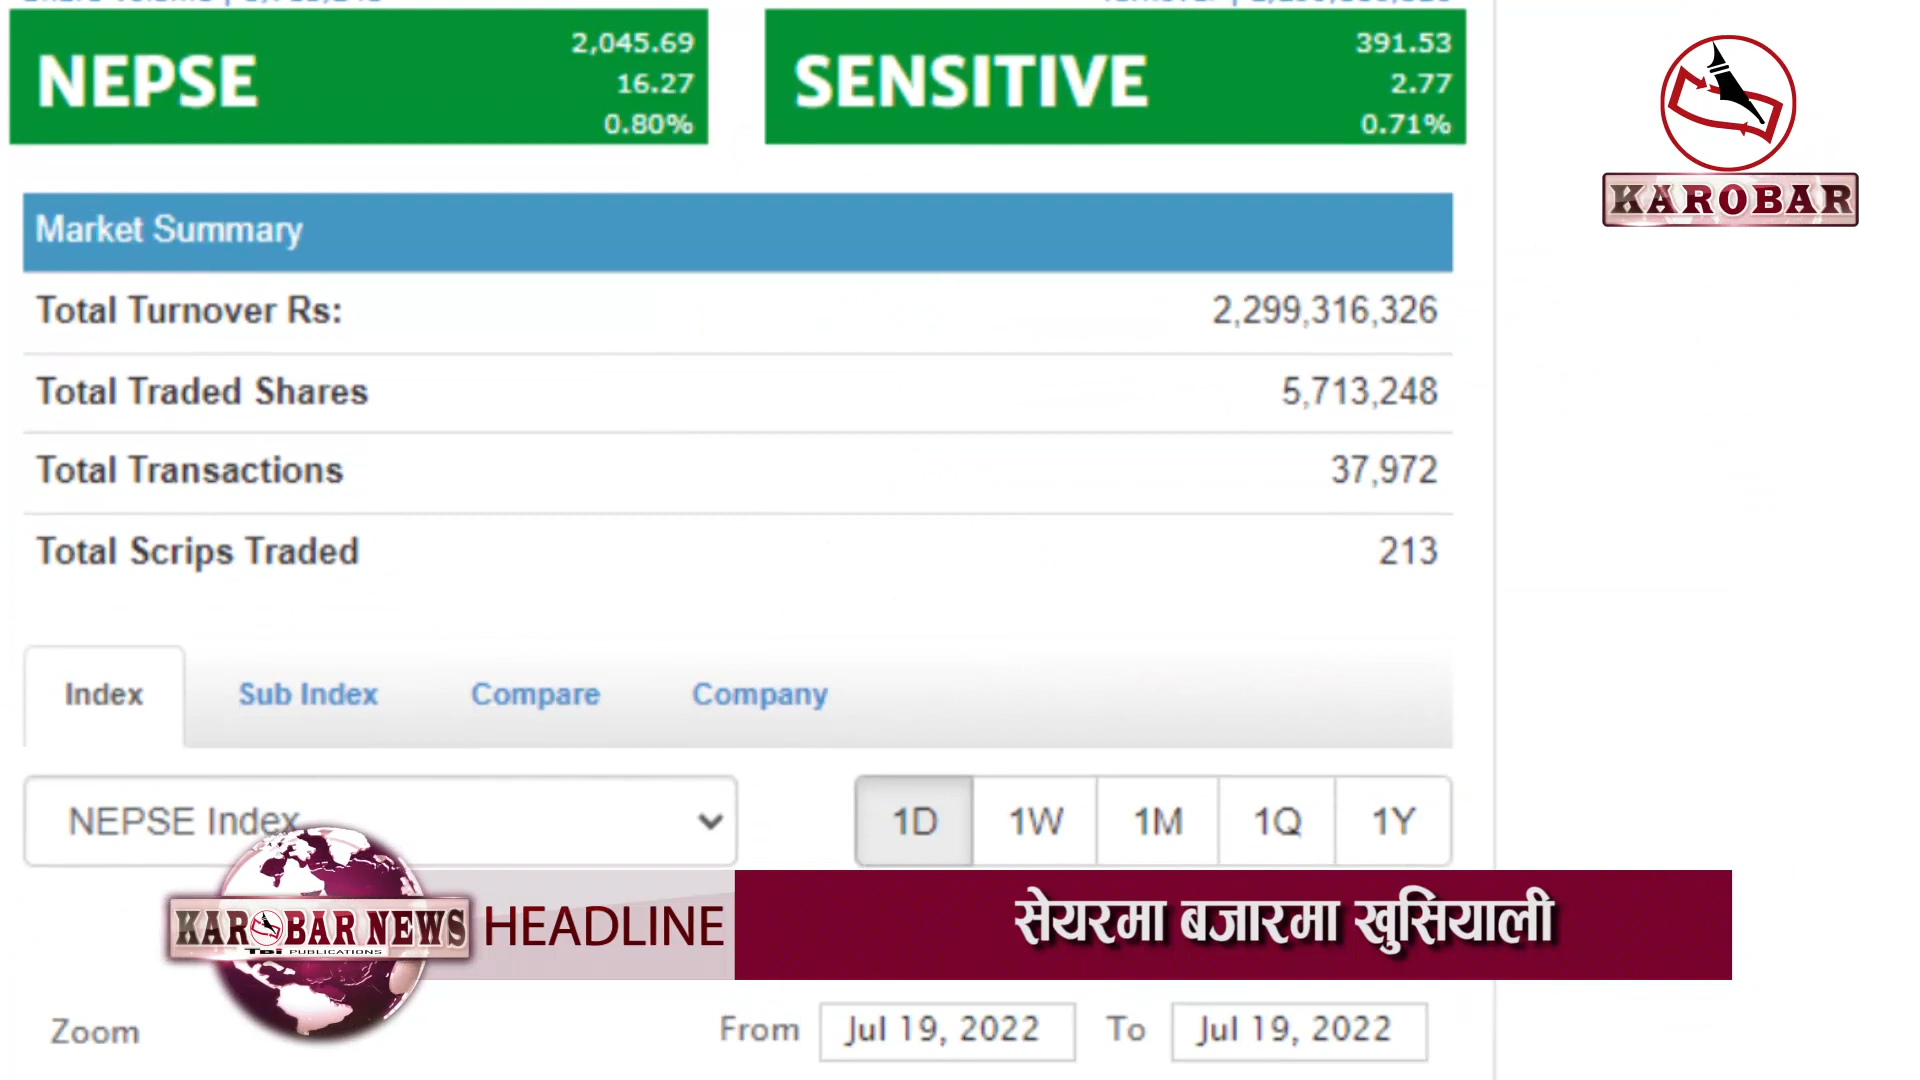 NEPSE
2,045.69
16.27
0.80%
SENSITIVE
391.53
2.77
0.71%
KAROBAR
Market Summary
Total Turnover Rs: 2,299,316,326
Total Traded Shares 5,713,248
Total Transactions 37,972
Total Scrips Traded 213
Index Sub Index Compare Company
NEPSE Index 1D 1W 1M 1Q 1Y
KAROBAR NEWS
PUBLICATIONS
HEADLINE
सेयरमा बजारमा खुसियाली
Zoom From Jul 19, 2022 To Jul 19, 2022